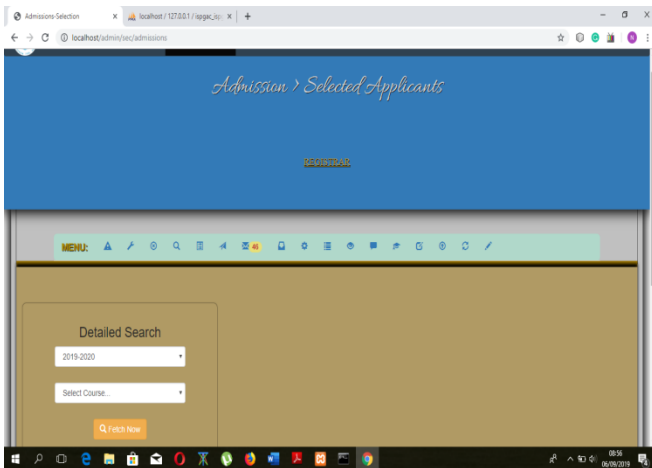 Admissions-Selection
localhost / 127.0.0.1 / ispgac_isp
localhost/admin/sec/admissions
Admission > Selected Applicants
REGISTRAR
MENU:
Detailed Search
2019-2020
Select Course...
Fetch Now
08:56
06/09/2019